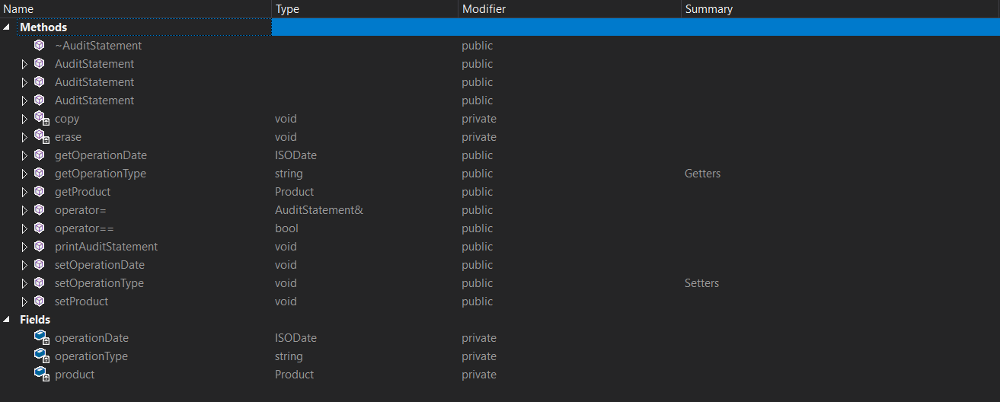 Name Type Modifier Summary
Methods
~AuditStatement public
AuditStatement public
AuditStatement public
AuditStatement public
copy void private
erase void private
getOperationDate ISODate public
getOperationType string public Getters
getProduct Product public
operator= AuditStatement& public
operator== bool public
printAuditStatement void public
setOperationDate void public
setOperationType void public Setters
setProduct void public
Fields
operationDate ISODate private
operationType string private
product Product private